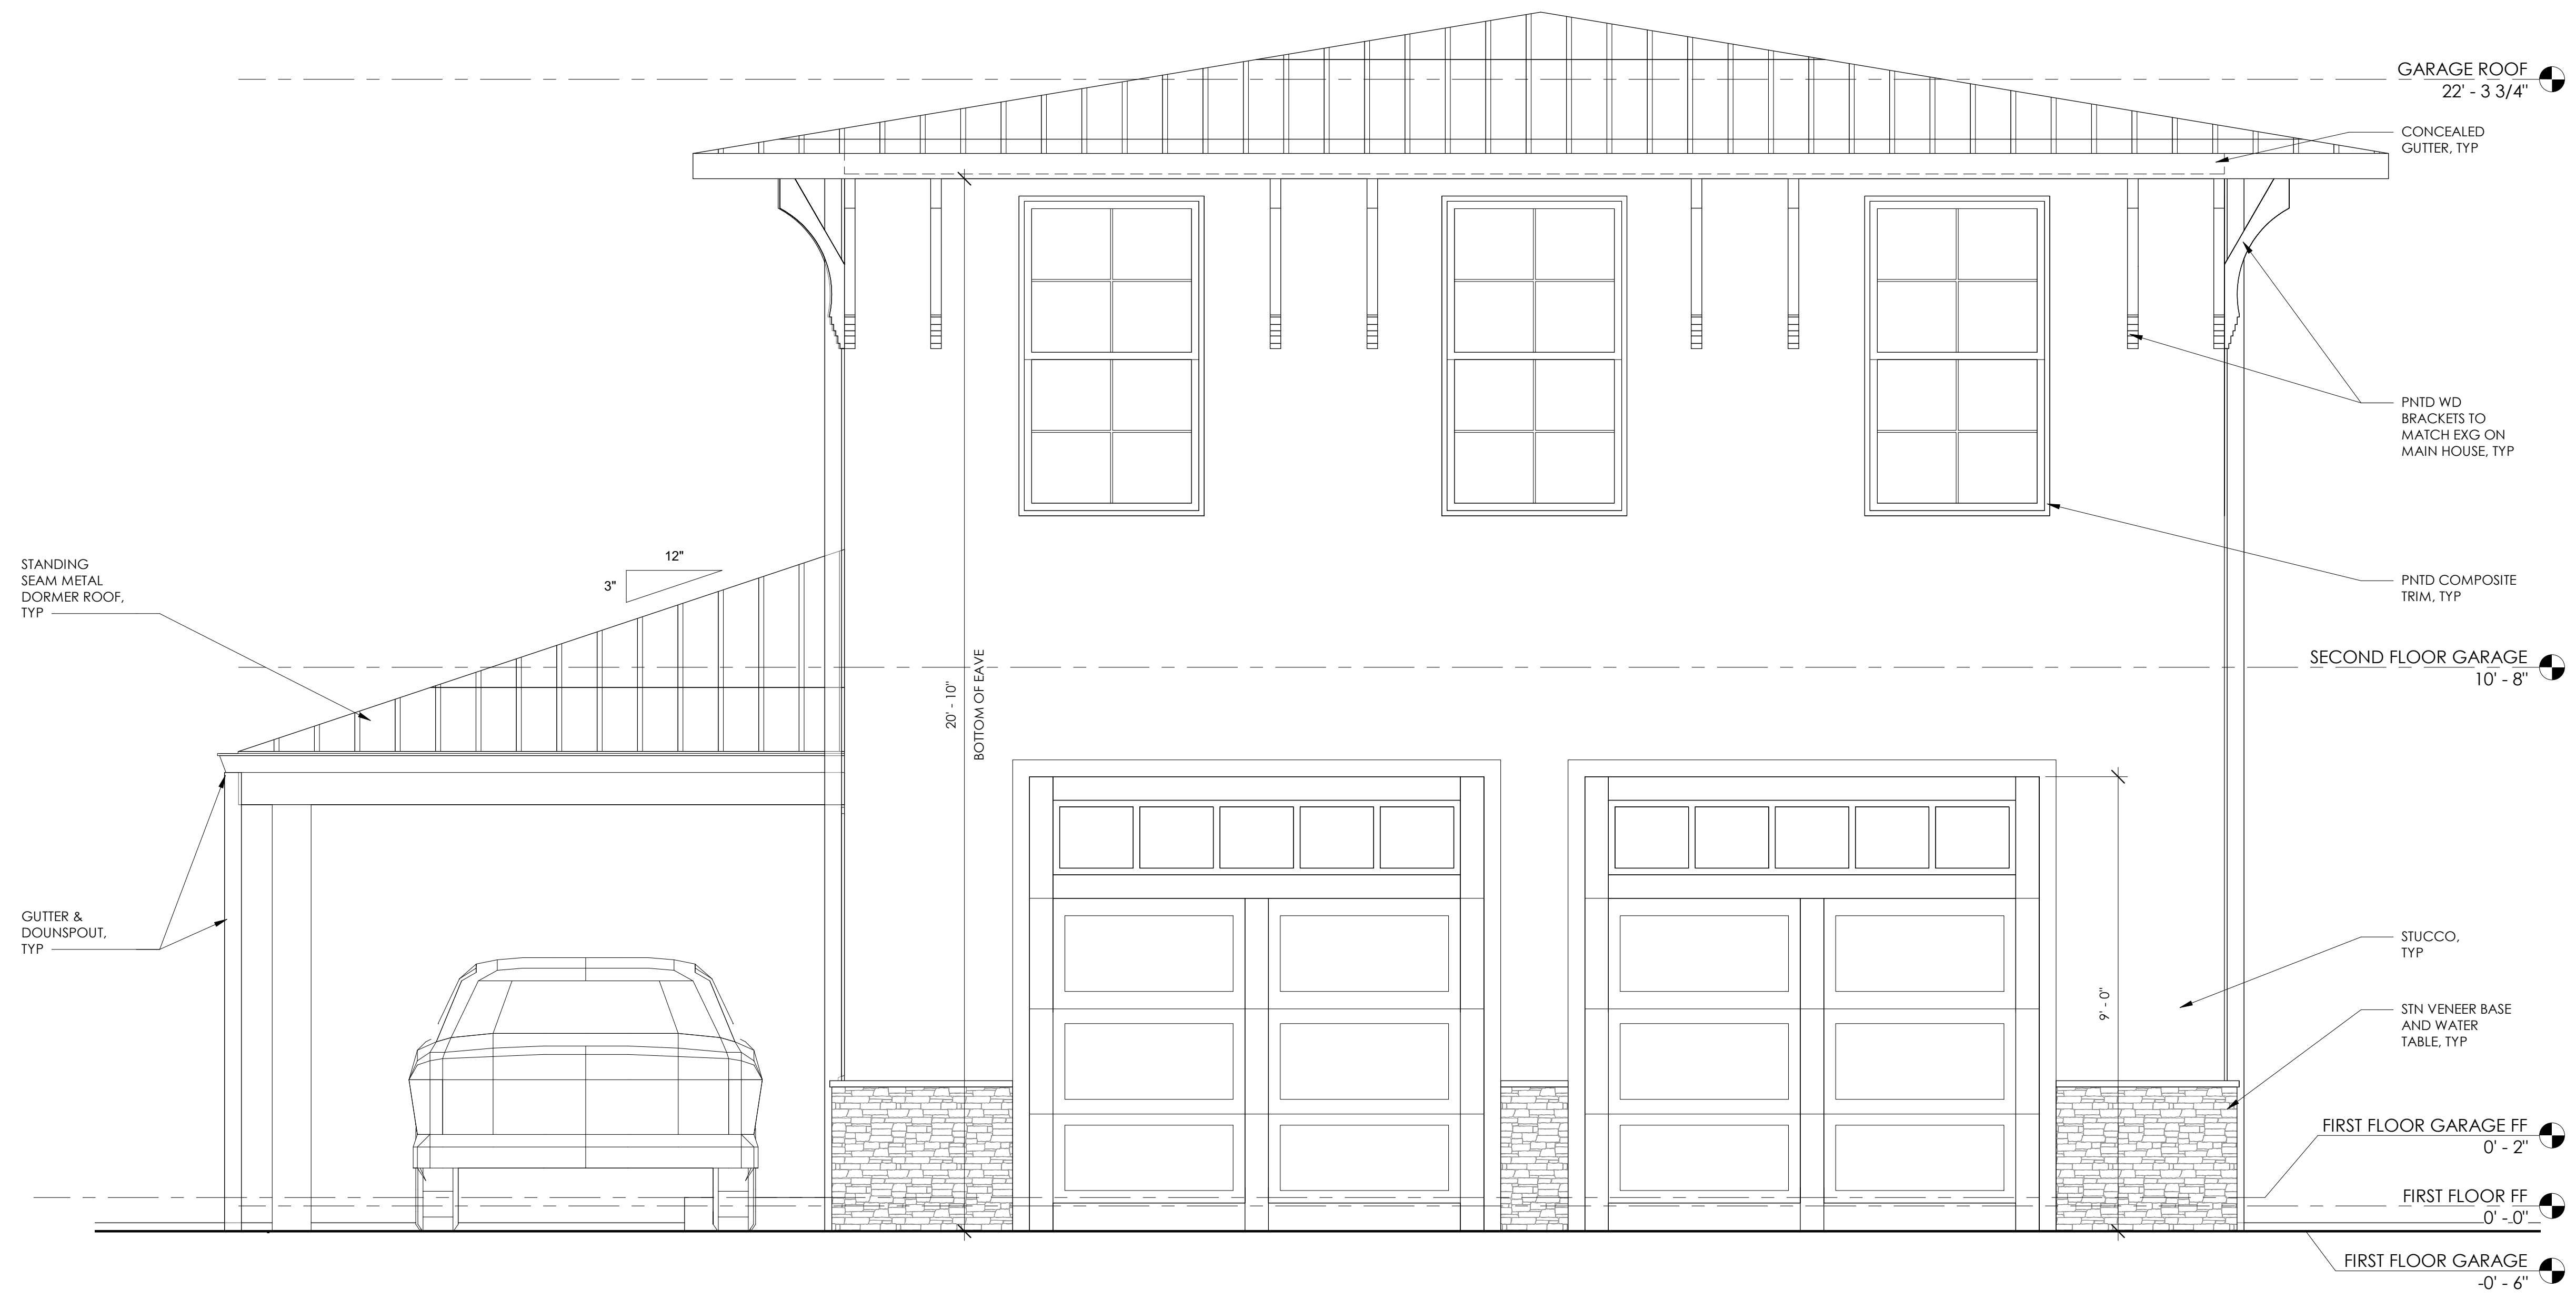 GARAGE ROOF
22' - 3 3/4"
CONCEALED
GUTTER, TYP
PNTD WD
BRACKETS TO
MATCH EXG ON
MAIN HOUSE, TYP
12"
3"
STANDING
SEAM METAL
DORMER ROOF,
TYP
PNTD COMPOSITE
TRIM, TYP
SECOND FLOOR GARAGE
10' - 8"
20' - 10"
BOTTOM OF EAVE
GUTTER &
DOUNSPOUT,
TYP
STUCCO,
TYP
9' - 0"
STN VENEER BASE
AND WATER
TABLE, TYP
FIRST FLOOR GARAGE FF
0' - 2"
FIRST FLOOR FF
0' - 0"
FIRST FLOOR GARAGE
-0' - 6"